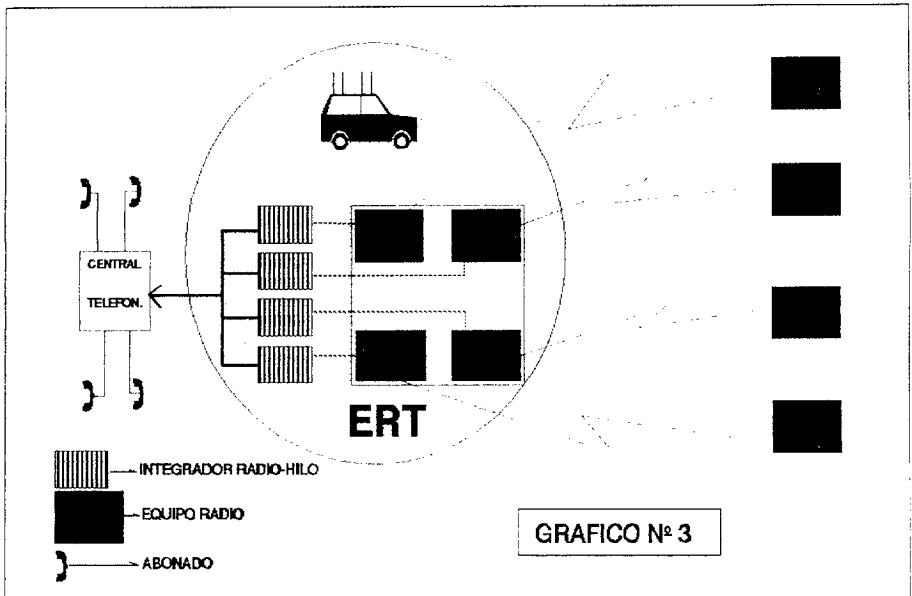 CENTRAL
TELEFON.
ERT
INTEGRADOR RADIO-HILO
EQUIPO RADIO
ABONADO
GRAFICO Nº 3